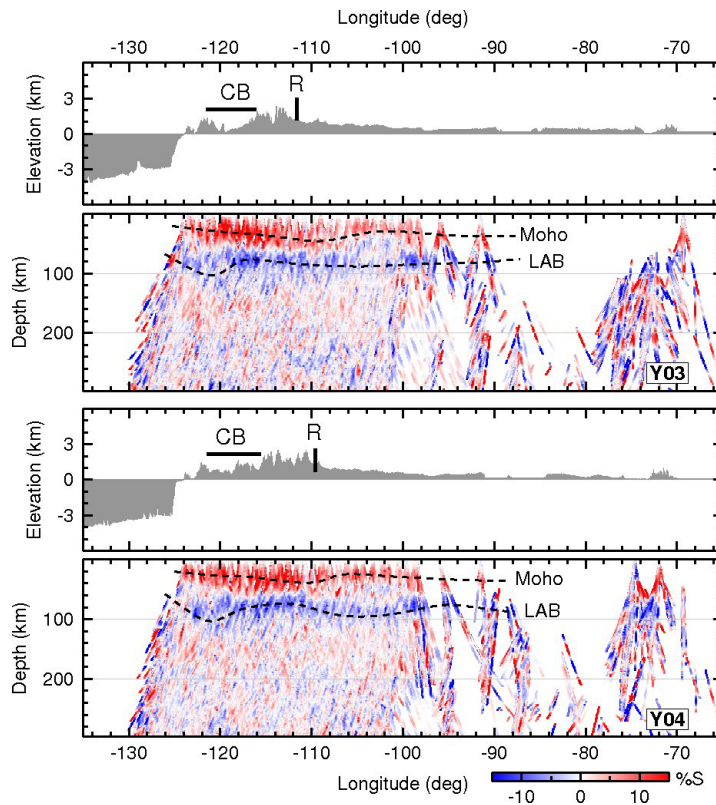 Longitude (deg)
-130 -120 -110 -100 -90 -80 -70
Elevation (km)
3
0
-3
CB
R
Depth (km)
100
200
Moho
LAB
Y03
Elevation (km)
6
3
0
-3
CB
R
Depth (km)
100
200
Moho
LAB
Y04
-130 -120 -110 -100 -90 -80 -70
Longitude (deg)
-10 0 10
%S